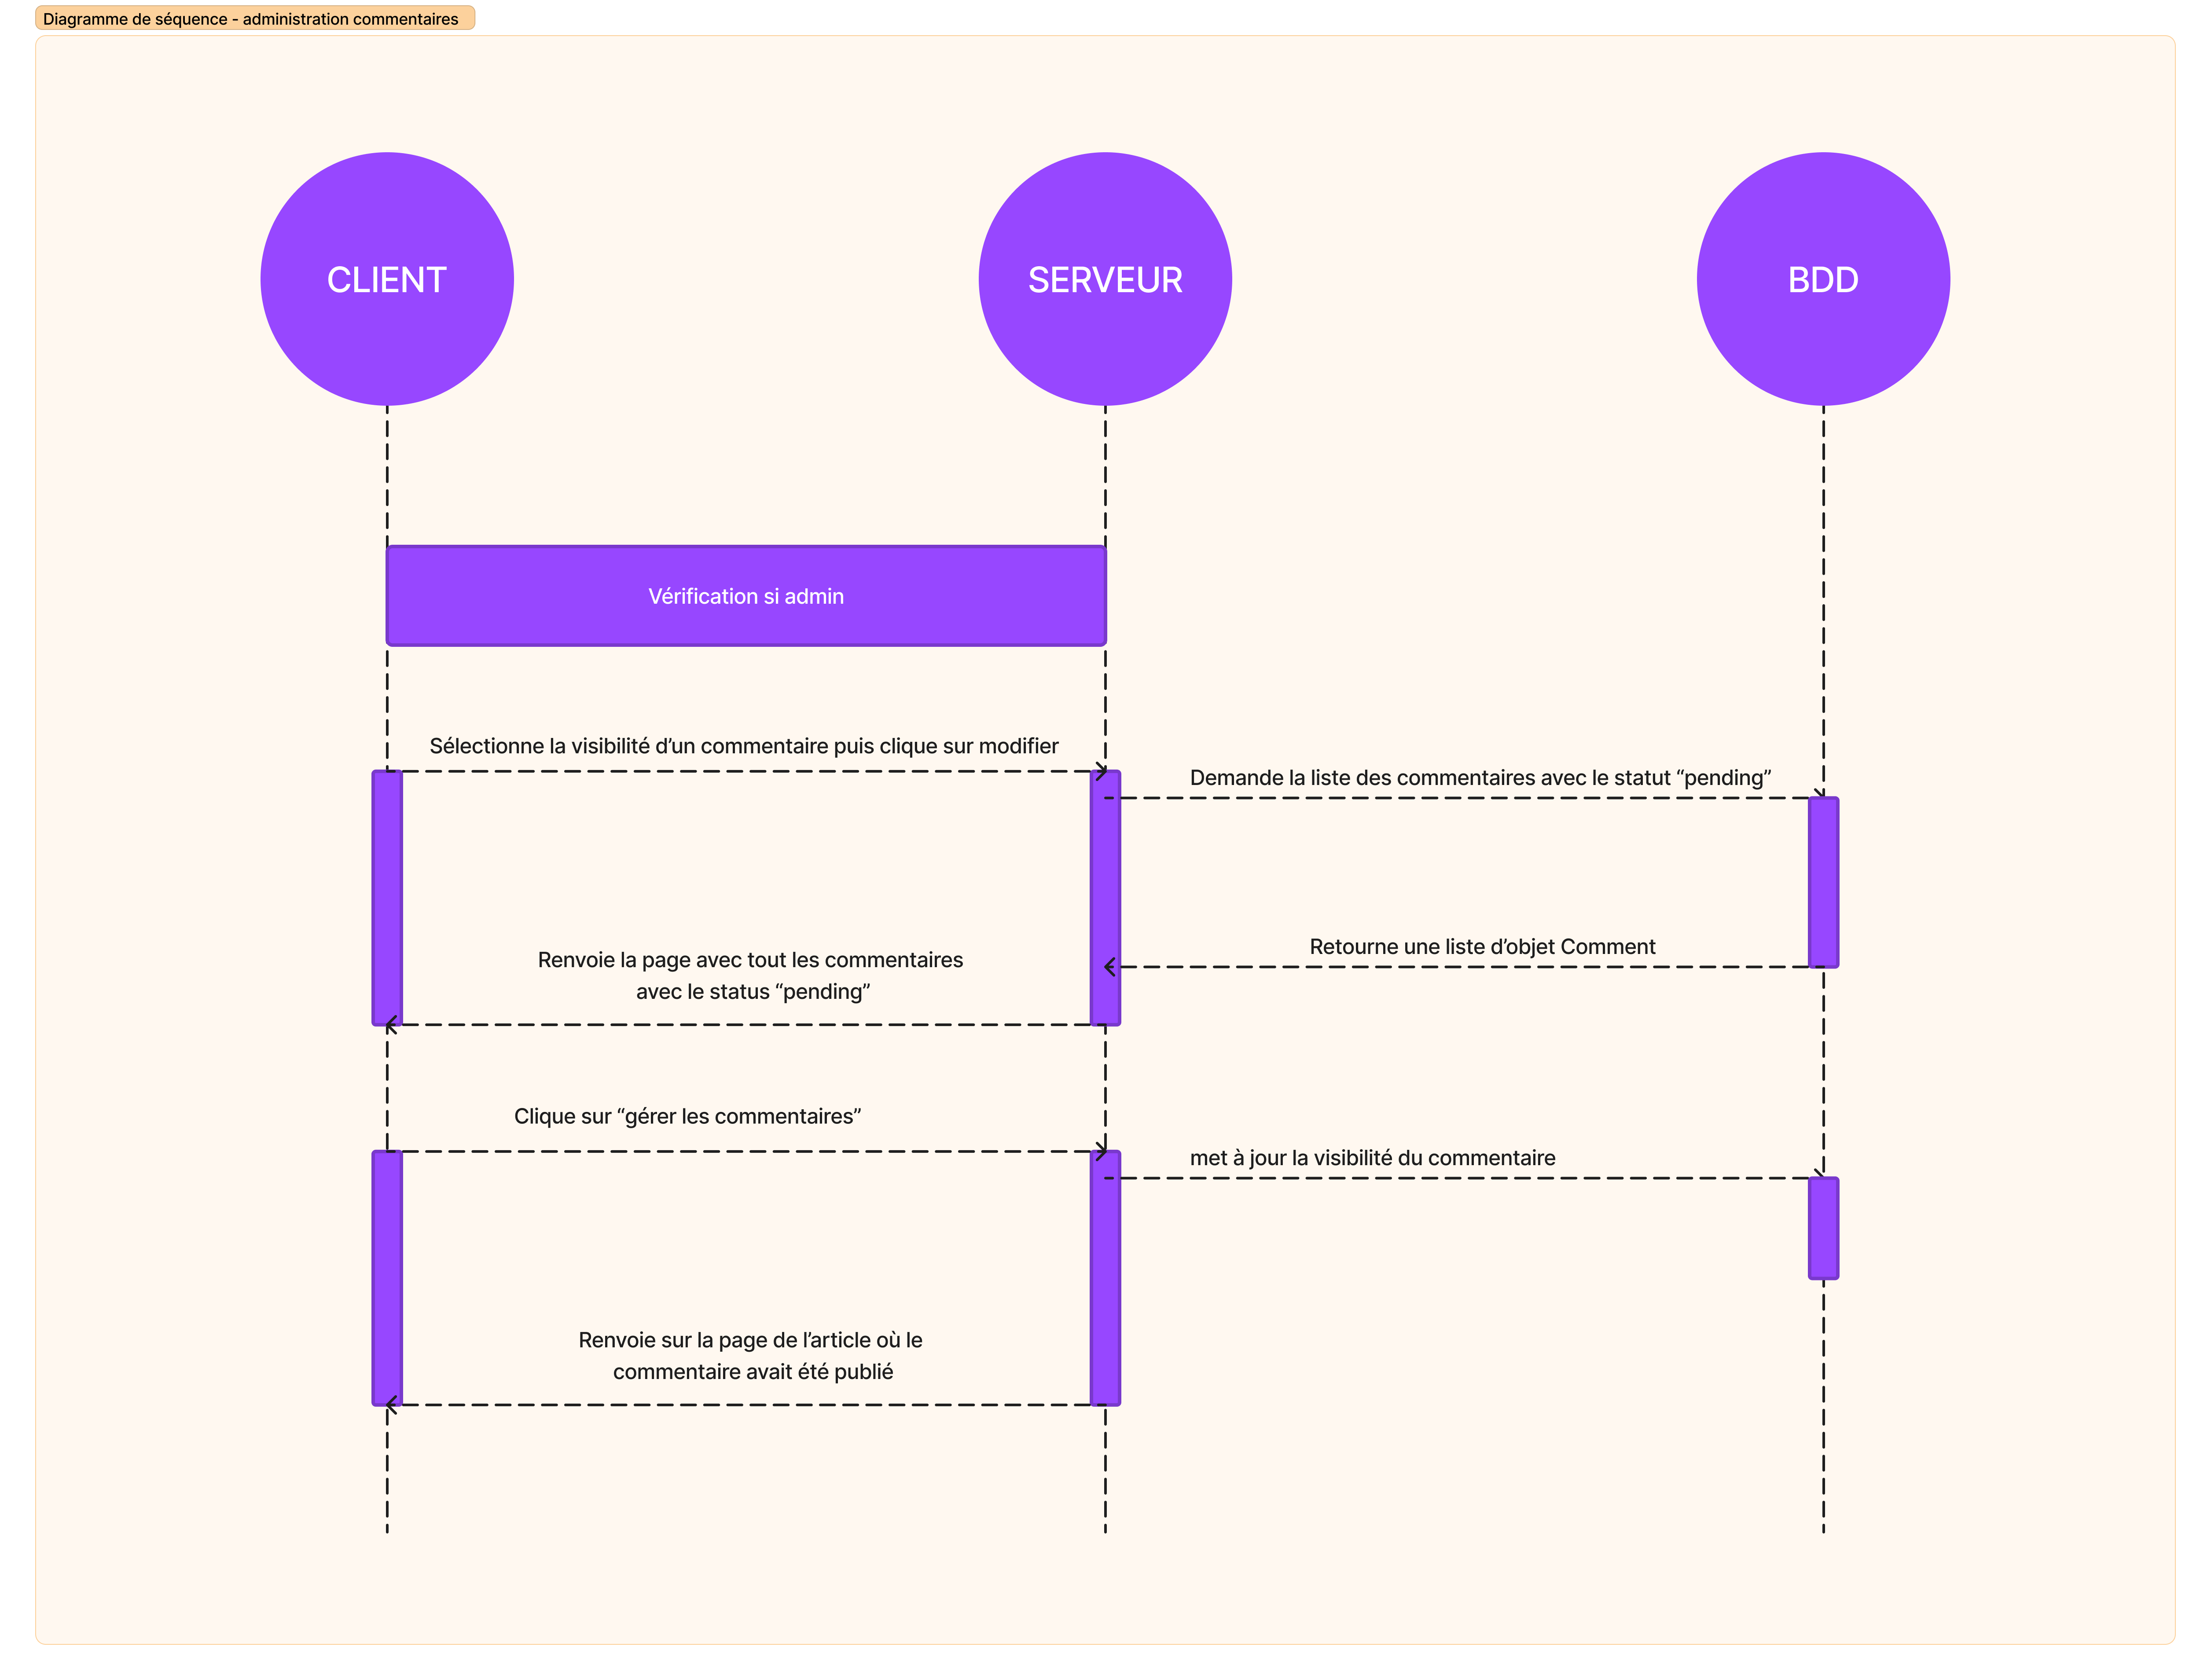 Diagramme de séquence - administration commentaires
CLIENT
SERVEUR
BDD
Vérification si admin
Sélectionne la visibilité d’un commentaire puis clique sur modifier
Demande la liste des commentaires avec le statut “pending”
Retourne une liste d’objet Comment
Renvoie la page avec tout les commentaires
avec le status “pending”
Clique sur “gérer les commentaires”
met à jour la visibilité du commentaire
Renvoie sur la page de l’article où le
commentaire avait été publié